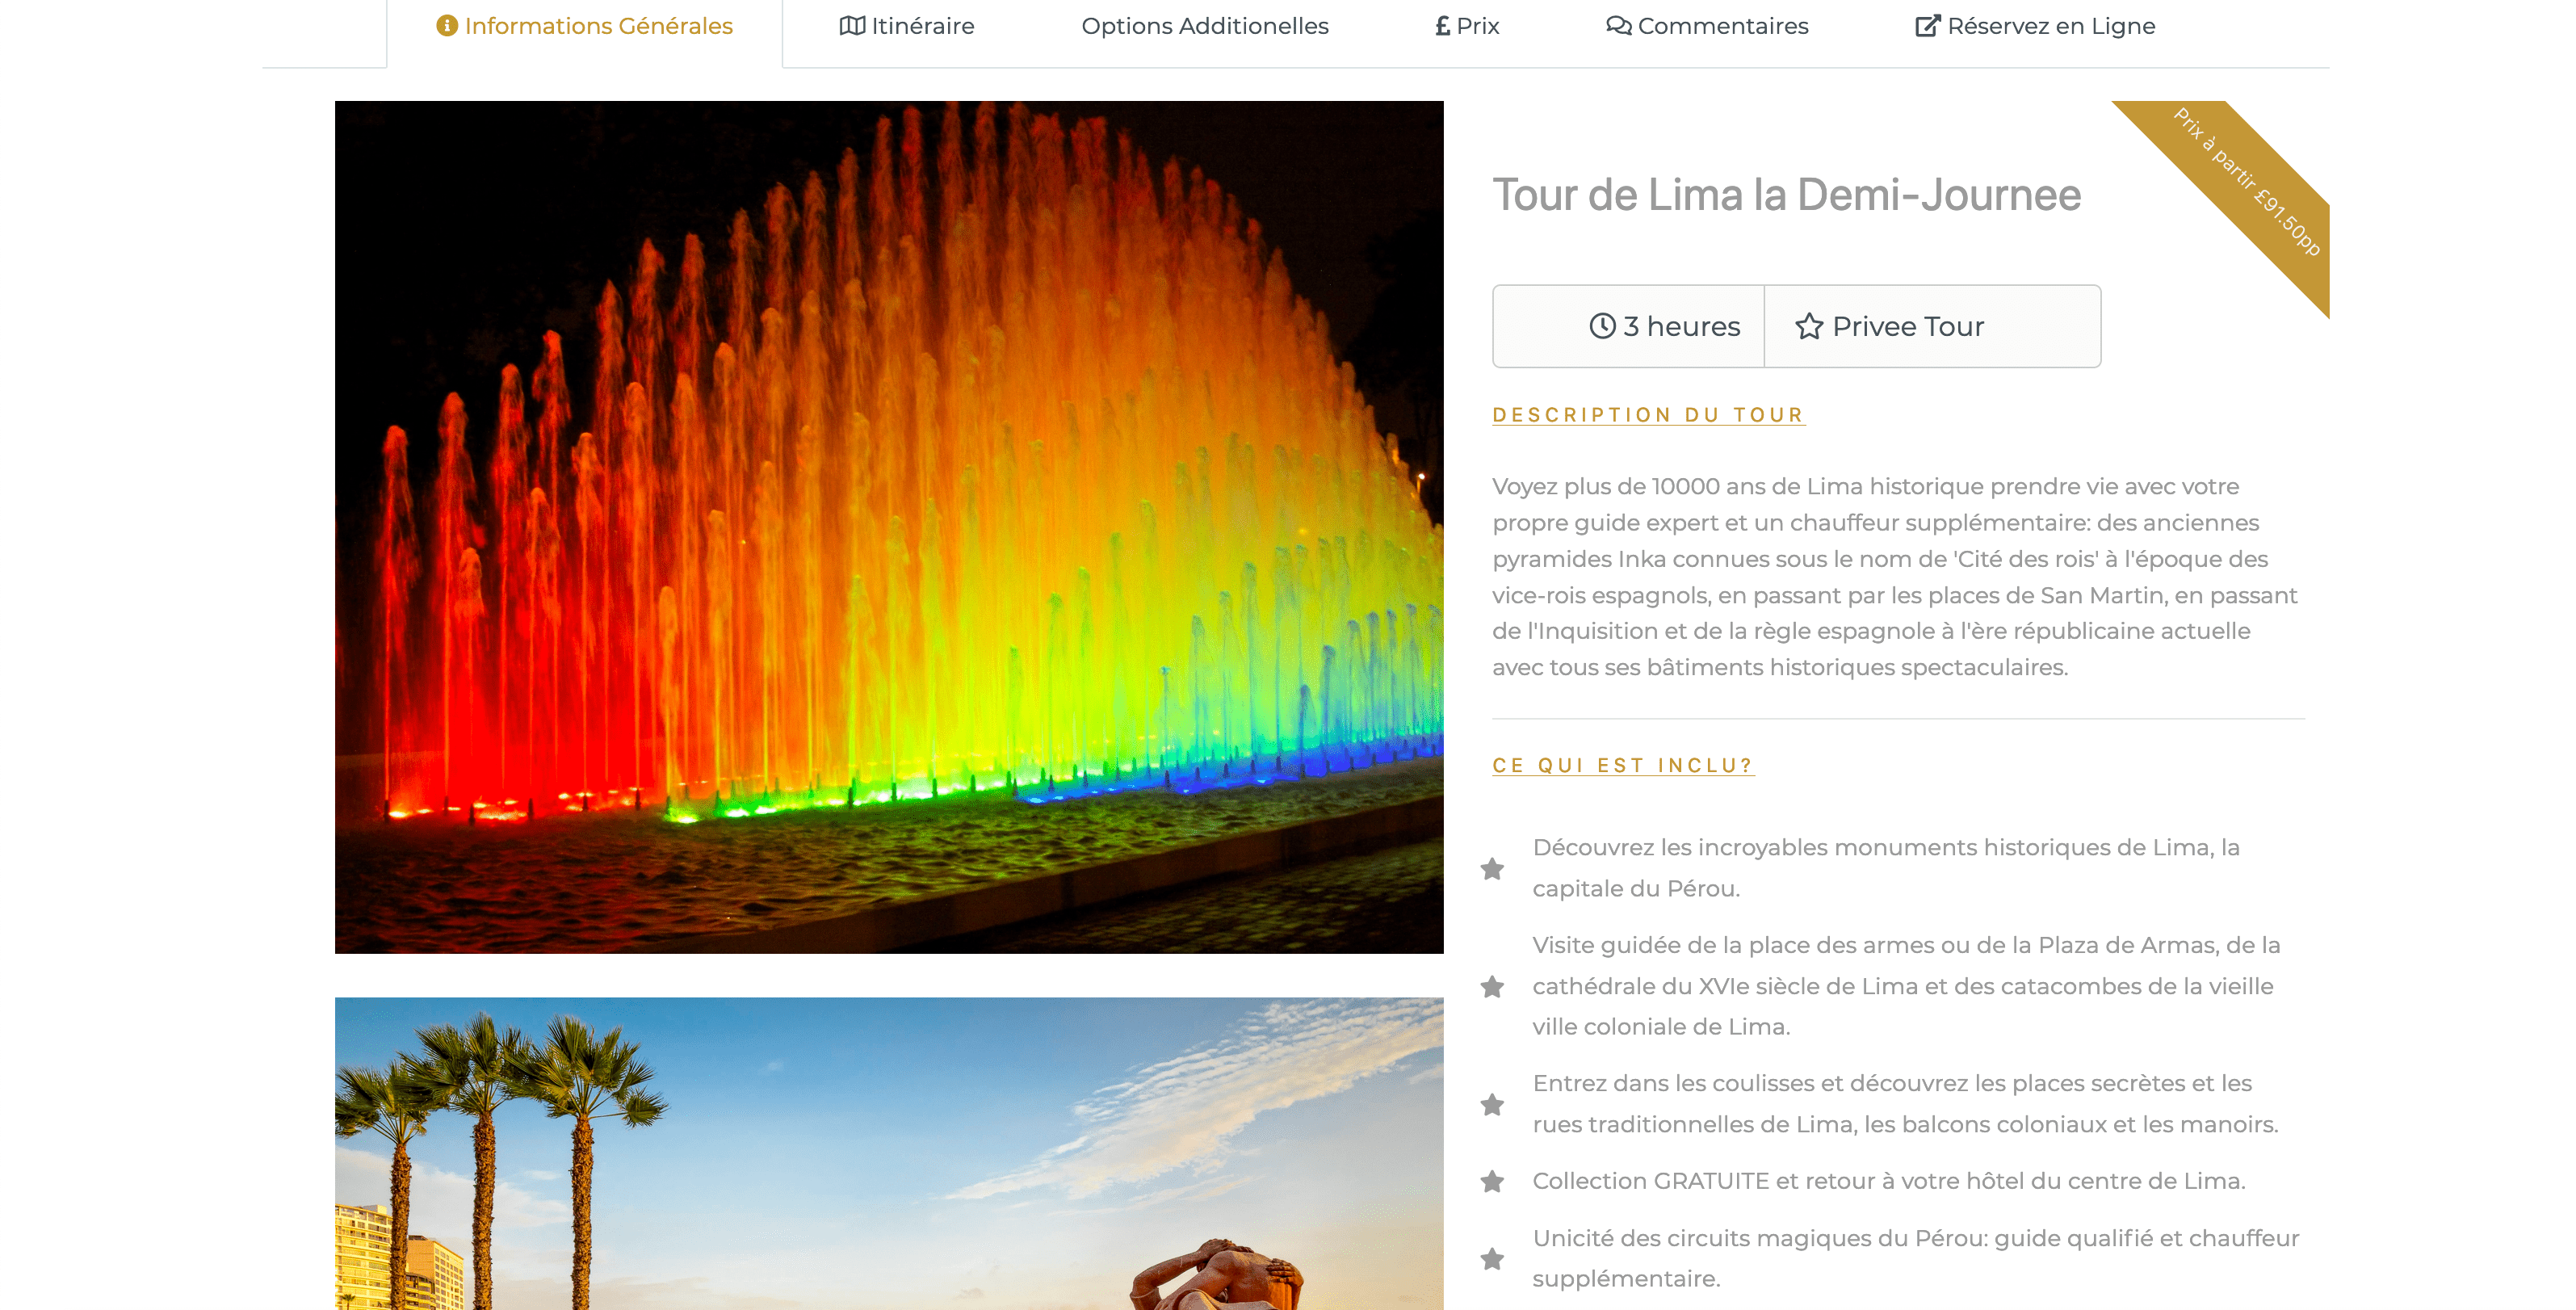 Informations Générales
Itinéraire
Options Additionelles
£ Prix
Commentaires
Réservez en Ligne
Prix à partir £91.50pp
Tour de Lima la Demi-Journee
3 heures
Privee Tour
DESCRIPTION DU TOUR
Voyez plus de 10000 ans de Lima historique prendre vie avec votre
propre guide expert et un chauffeur supplémentaire: des anciennes
pyramides Inka connues sous le nom de 'Cité des rois' à l'époque des
vice-rois espagnols, en passant par les places de San Martin, en passant
de l'Inquisition et de la règle espagnole à l'ère républicaine actuelle
avec tous ses bâtiments historiques spectaculaires.
CE QUI EST INCLU?
Découvrez les incroyables monuments historiques de Lima, la
capitale du Pérou.
Visite guidée de la place des armes ou de la Plaza de Armas, de la
cathédrale du XVIe siècle de Lima et des catacombes de la vieille
ville coloniale de Lima.
Entrez dans les coulisses et découvrez les places secrètes et les
rues traditionnelles de Lima, les balcons coloniaux et les manoirs.
Collection GRATUITE et retour à votre hôtel du centre de Lima.
Unicité des circuits magiques du Pérou: guide qualifié et chauffeur
supplémentaire.